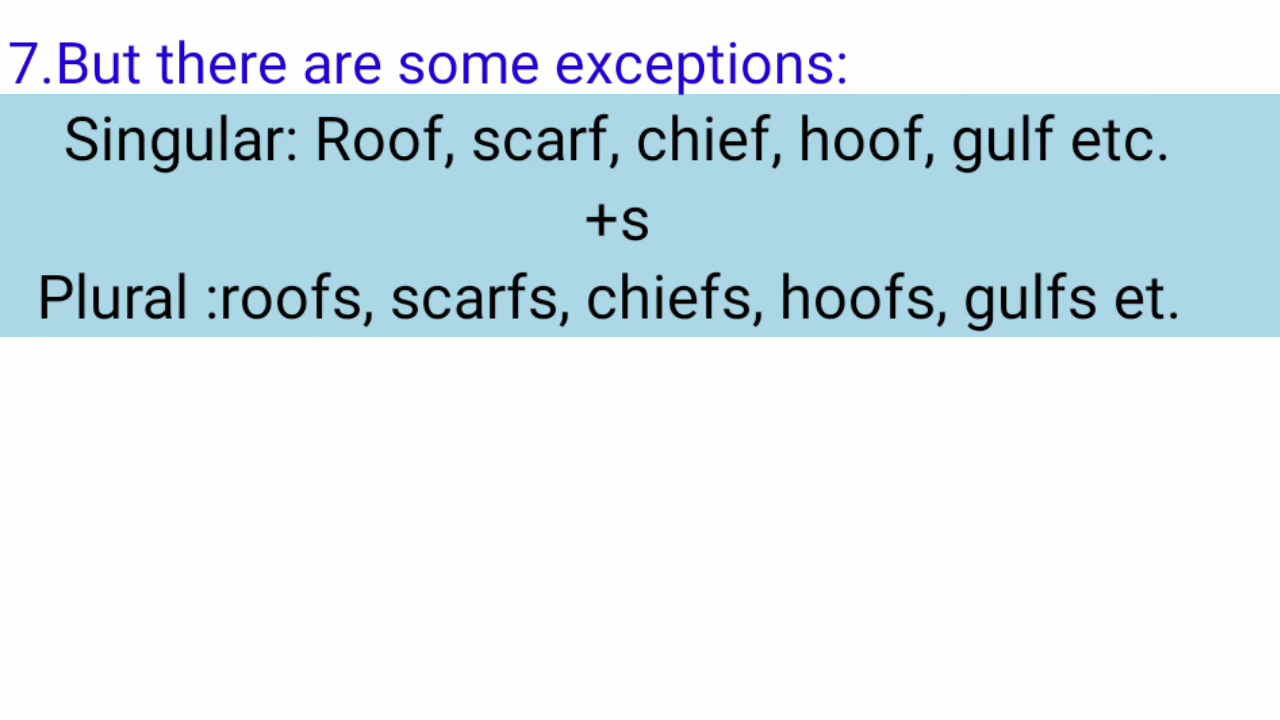 7.But there are some exceptions:
Singular: Roof, scarf, chief, hoof, gulf etc.
+s
Plural :roofs, scarfs, chiefs, hoofs, gulfs et.